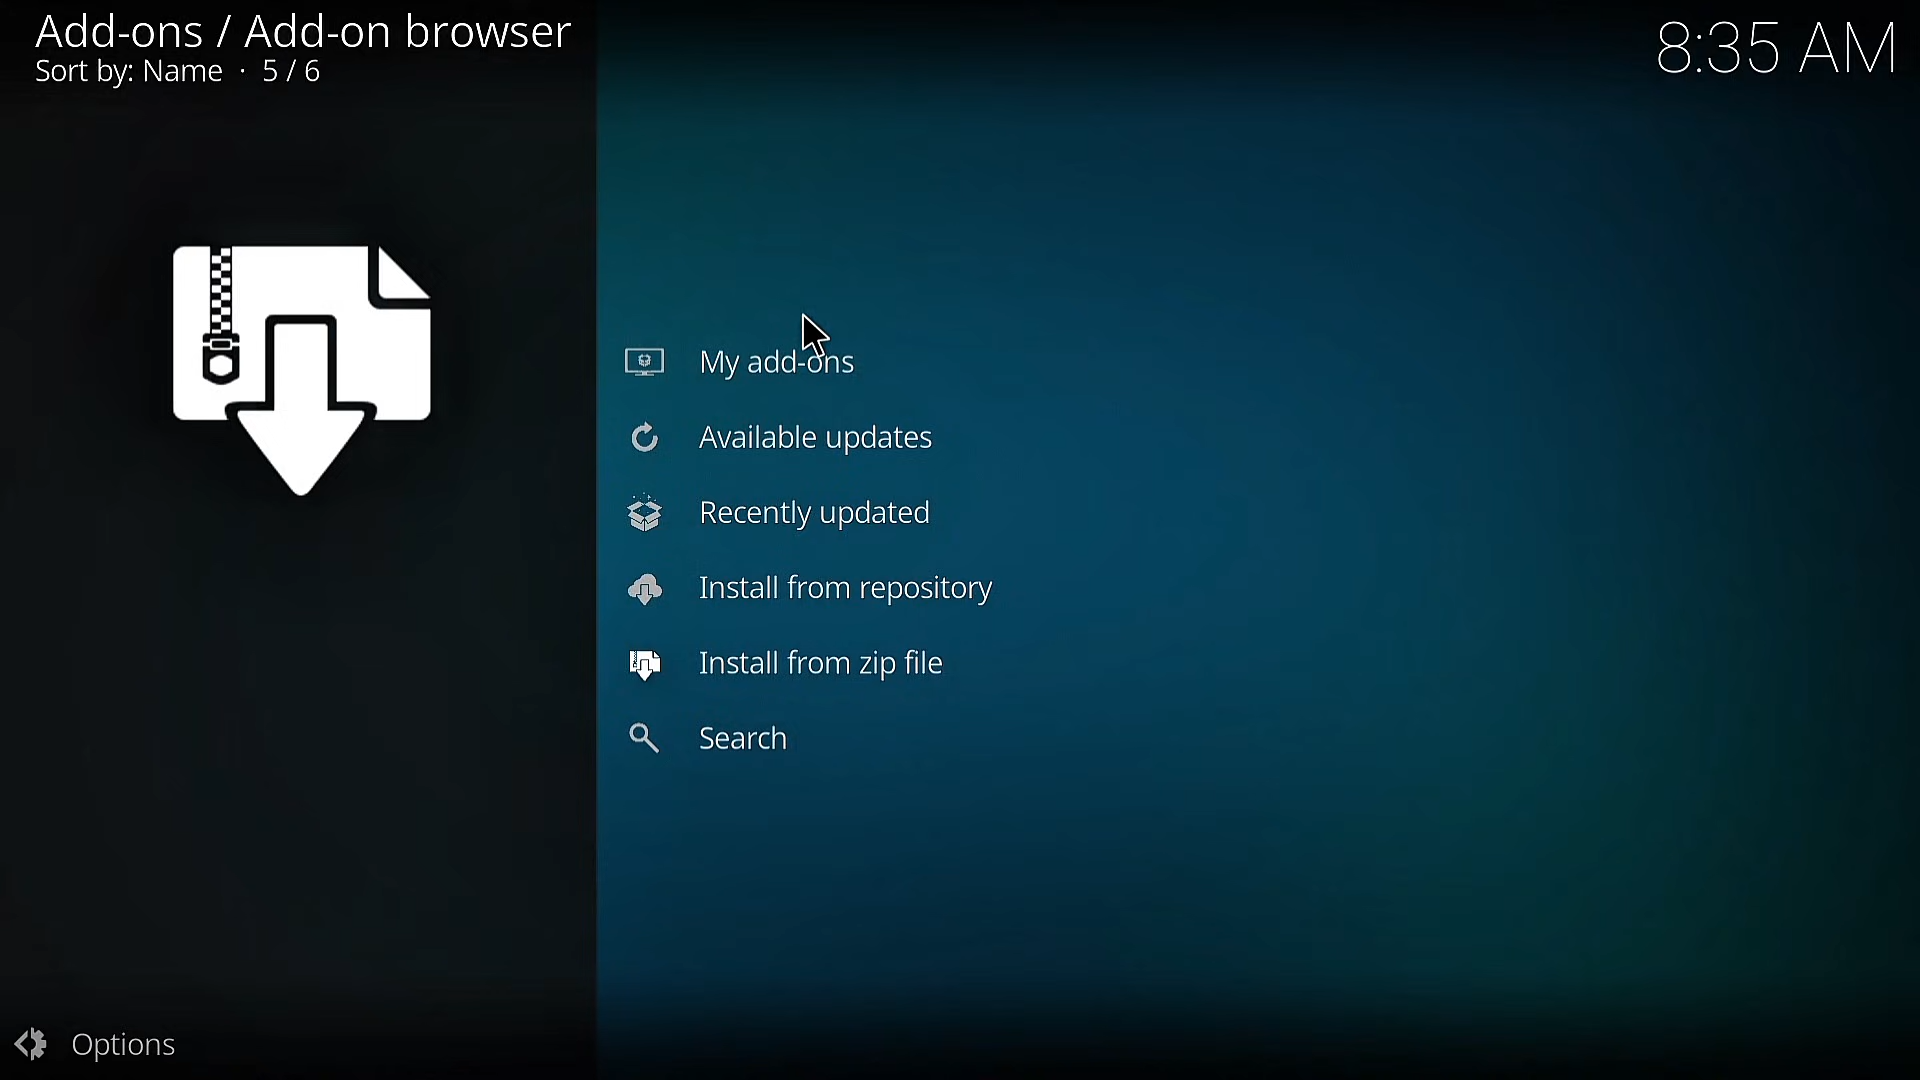 Add-ons / Add-on browser
Sort by: Name · 5 / 6
8:35 AM
My add-ons
Available updates
Recently updated
Install from repository
Install from zip file
Search
Options